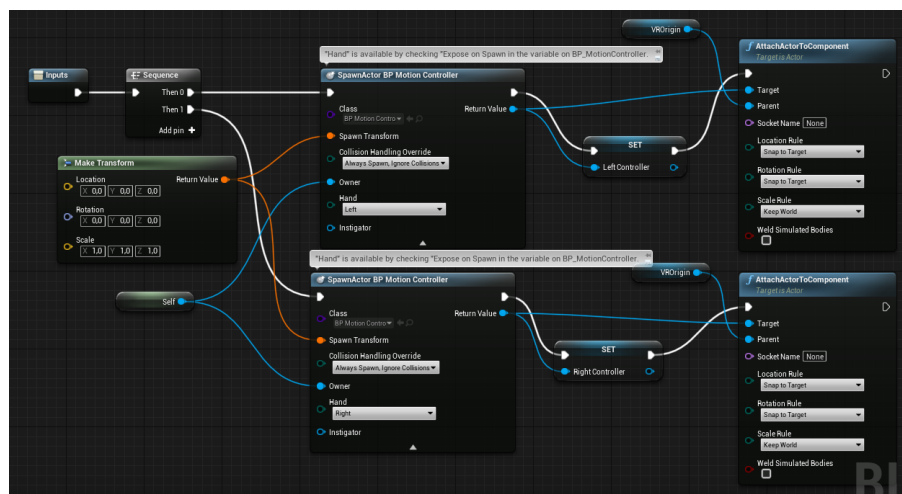 VROrigin
"Hand" is available by checking "Expose on Spawn in the variable on BP_MotionController.
AttachActorToComponent
Target is Actor
Inputs
Sequence
Then 0
Then 1
Add pin +
SpawnActor BP Motion Controller
Class
BP Motion Contro
Return Value
Spawn Transform
Collision Handling Override
Always Spawn, Ignore Collisions
Owner
Hand
Left
Instigator
SET
Left Controller
Target
Parent
Socket Name None
Location Rule
Snap to Target
Rotation Rule
Snap to Target
Scale Rule
Keep World
Weld Simulated Bodies
Make Transform
Location
Return Value
X 0,0 Y 0,0 Z 0,0
Rotation
X 0,0 Y 0,0 Z 0,0
Scale
X 1,0 Y 1,0 Z 1,0
Self
"Hand" is available by checking "Expose on Spawn in the variable on BP_MotionController.
SpawnActor BP Motion Controller
Class
BP Motion Contro
Return Value
Spawn Transform
Collision Handling Override
Always Spawn, Ignore Collisions
Owner
Hand
Right
Instigator
SET
Right Controller
VROrigin
AttachActorToComponent
Target is Actor
Target
Parent
Socket Name None
Location Rule
Snap to Target
Rotation Rule
Snap to Target
Scale Rule
Keep World
Weld Simulated Bodies